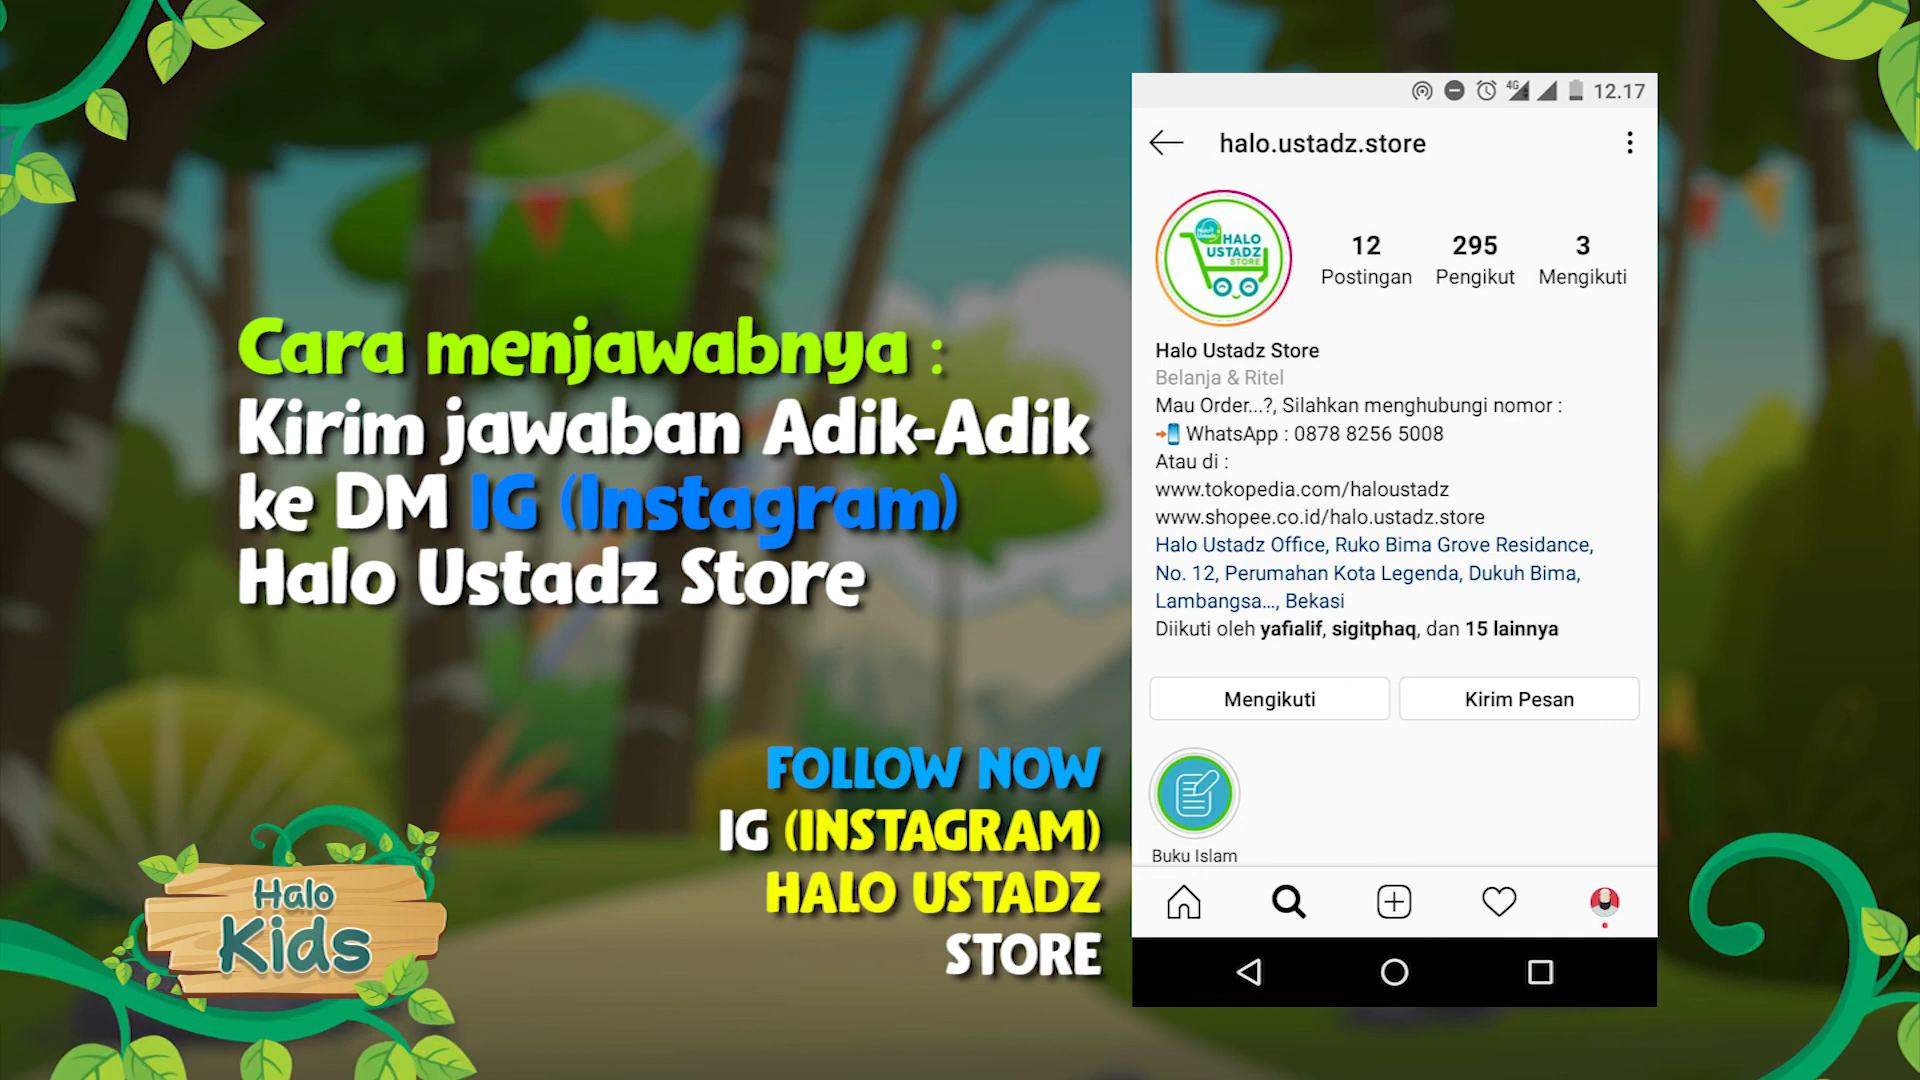 Cara menjawabnya :
Kirim jawaban Adik-Adik
ke DM IG (Instagram)
Halo Ustadz Store
FOLLOW NOW
IG (INSTAGRAM)
HALO USTADZ
STORE
Halo
Kids
4G 12.17
halo.ustadz.store
HALO
USTADZ
STORE
12 295 3
Postingan Pengikut Mengikuti
Halo Ustadz Store
Belanja & Ritel
Mau Order...?, Silahkan menghubungi nomor :
WhatsApp : 0878 8256 5008
Atau di :
www.tokopedia.com/haloustadz
www.shopee.co.id/halo.ustadz.store
Halo Ustadz Office, Ruko Bima Grove Residance,
No. 12, Perumahan Kota Legenda, Dukuh Bima,
Lambangsa..., Bekasi
Diikuti oleh yafialif, sigitphaq, dan 15 lainnya
Mengikuti Kirim Pesan
Buku Islam